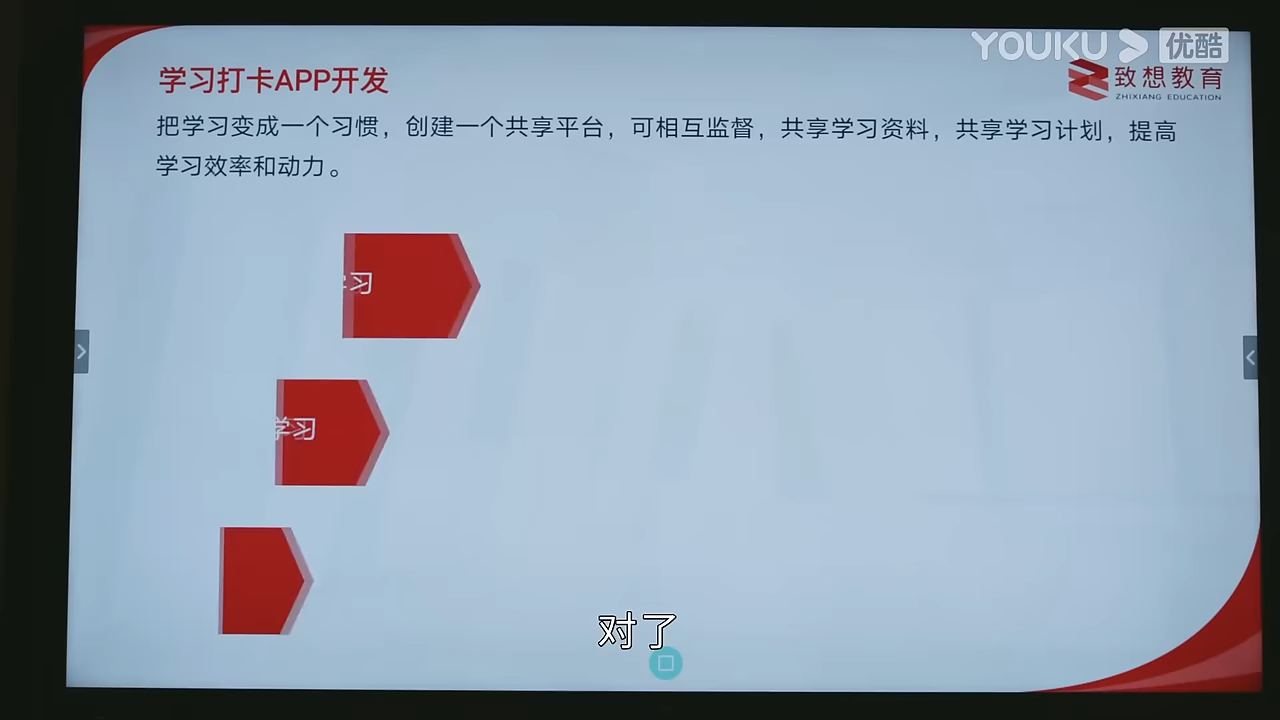 YOUKU 优酷
学习打卡APP开发
致想教育
ZHIXIANG EDUCATION
把学习变成一个习惯，创建一个共享平台，可相互监督，共享学习资料，共享学习计划，提高
学习效率和动力。
习
学习
对了